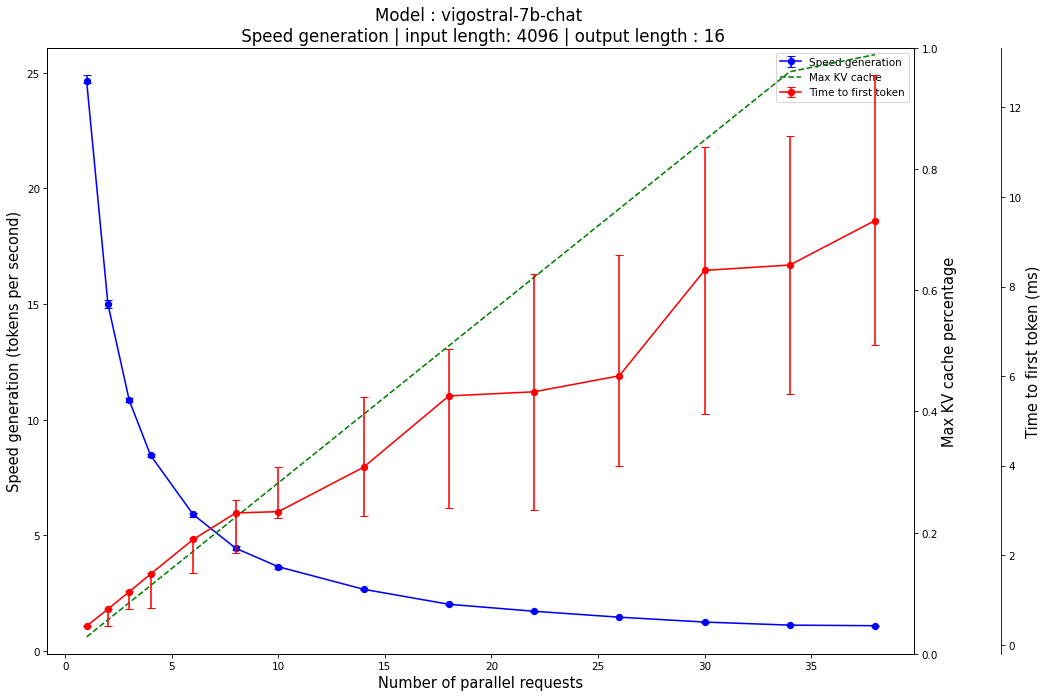 Model : vigostral-7b-chat
Speed generation | input length: 4096 | output length : 16
Speed generation
Max KV cache
Time to first token
Speed generation (tokens per second)
25
20
15
10
5
0
0 5 10 15 20 25 30 35
Number of parallel requests
1.0
0.8
0.6
0.4
0.2
0.0
Max KV cache percentage
12
10
8
6
4
2
0
Time to first token (ms)